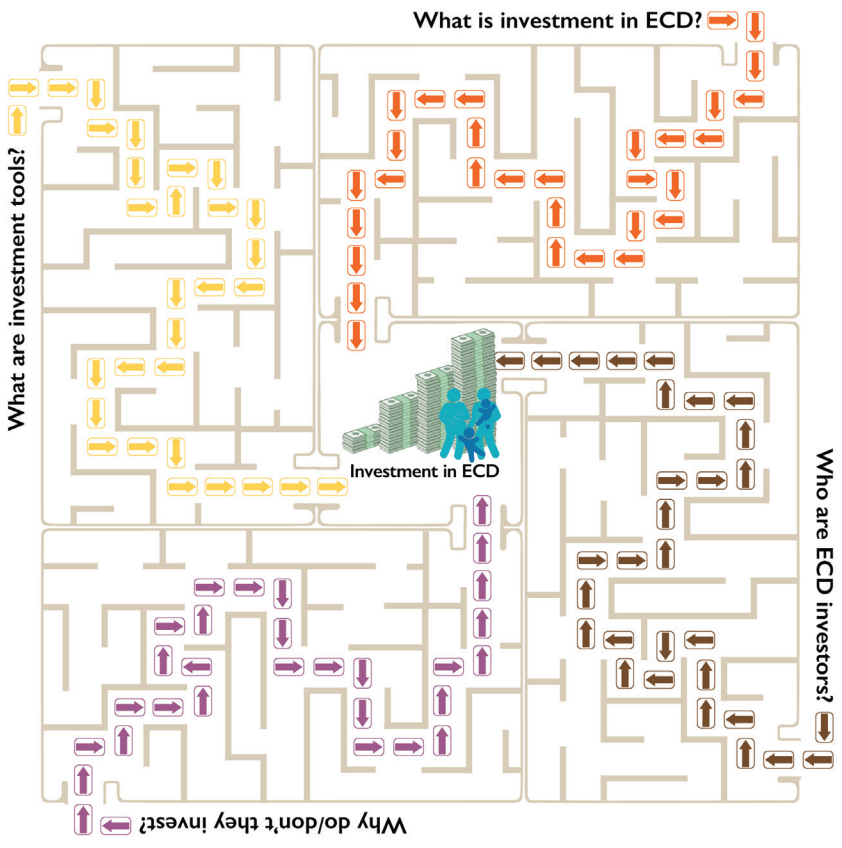 What is investment in ECD?
What are investment tools?
Investment in ECD
Who are ECD investors?
Why do/don't they invest?